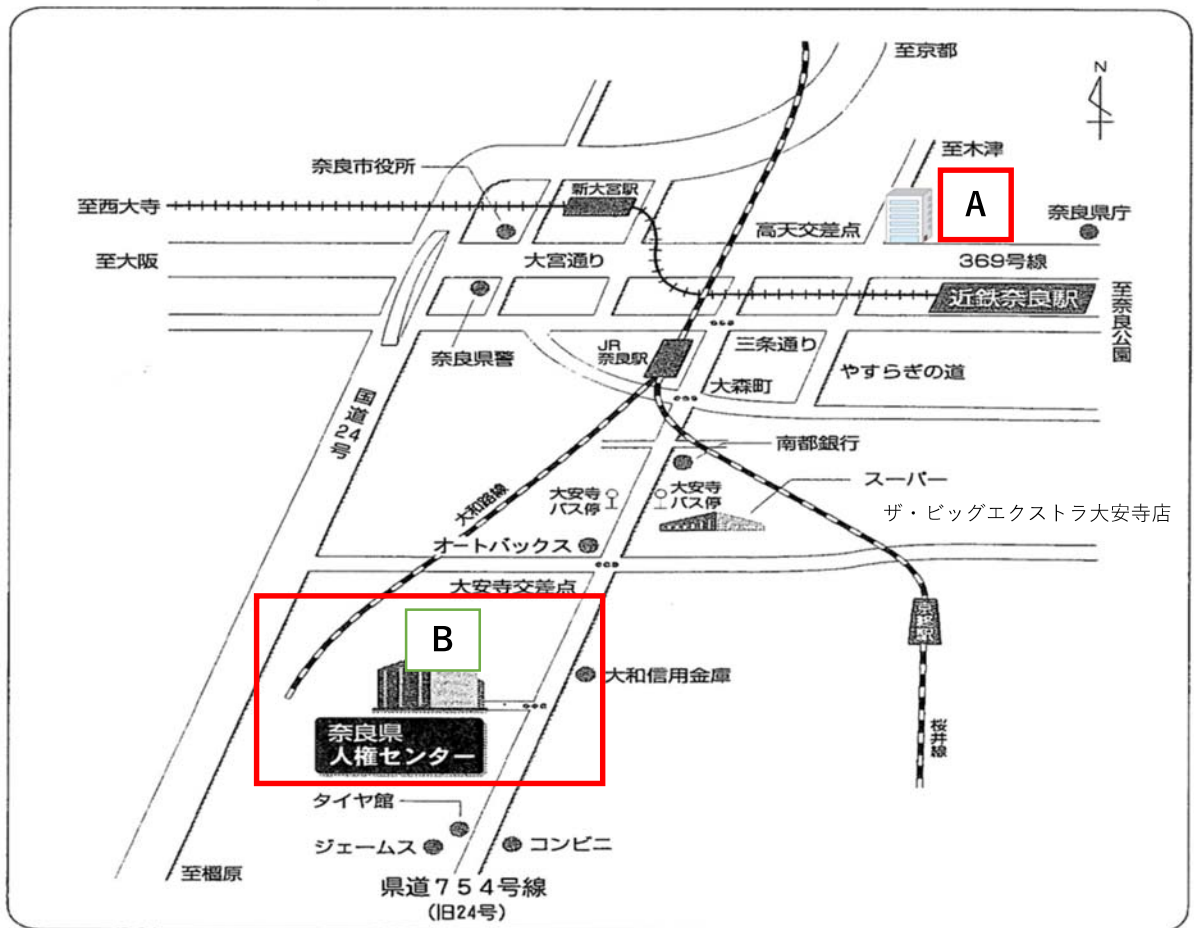 至京都
N
至木津
奈良市役所
新大宮駅
A
至西大寺
高天交差点
奈良県庁
至大阪
大宮通り
369号線
近鉄奈良駅
至奈良公園
奈良県警
JR
奈良駅
三条通り
やすらぎの道
大森町
国道24号
南都銀行
スーパー
大和路線
大安寺
バス停
大安寺
バス停
ザ・ビッグエクストラ大安寺店
オートバックス
大安寺交差点
京終駅
B
大和信用金庫
奈良県
人権センター
桜井線
タイヤ館
ジェームス
コンビニ
至橿原
県道754号線
(旧24号)